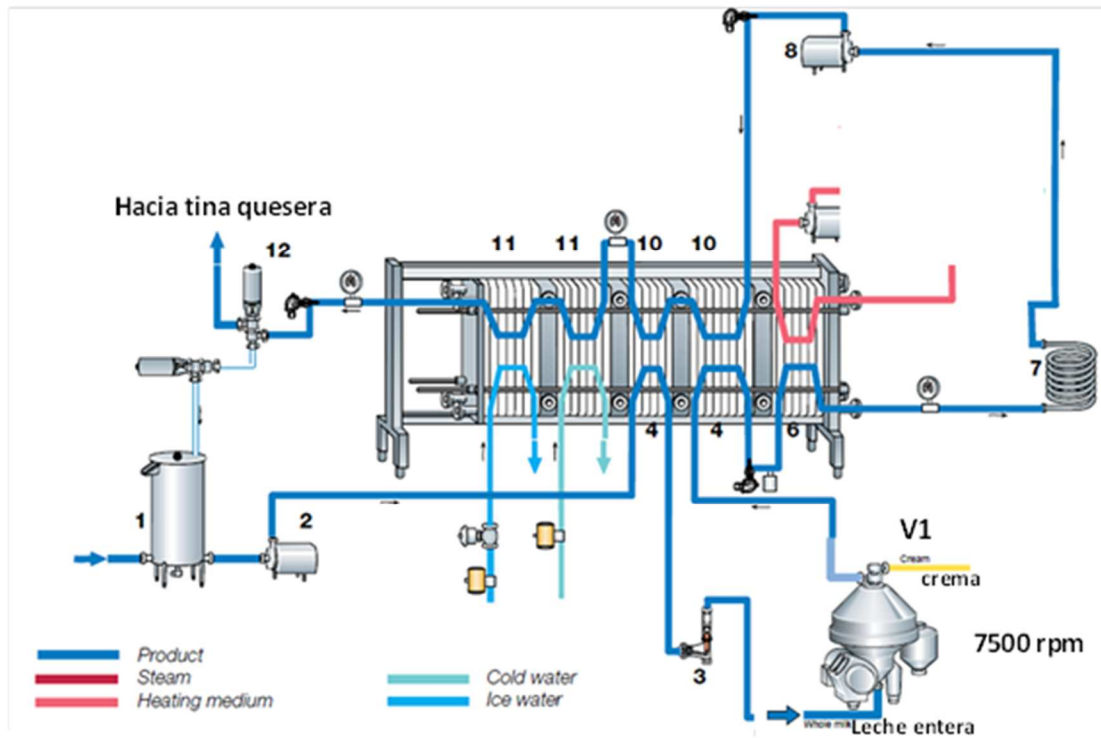 8
Hacia tina quesera
12
11 11 10 10
7
4 4 6
1
2
V1
Cream
crema
7500 rpm
3
Whole milk
Leche entera
Product
Steam
Heating medium
Cold water
Ice water